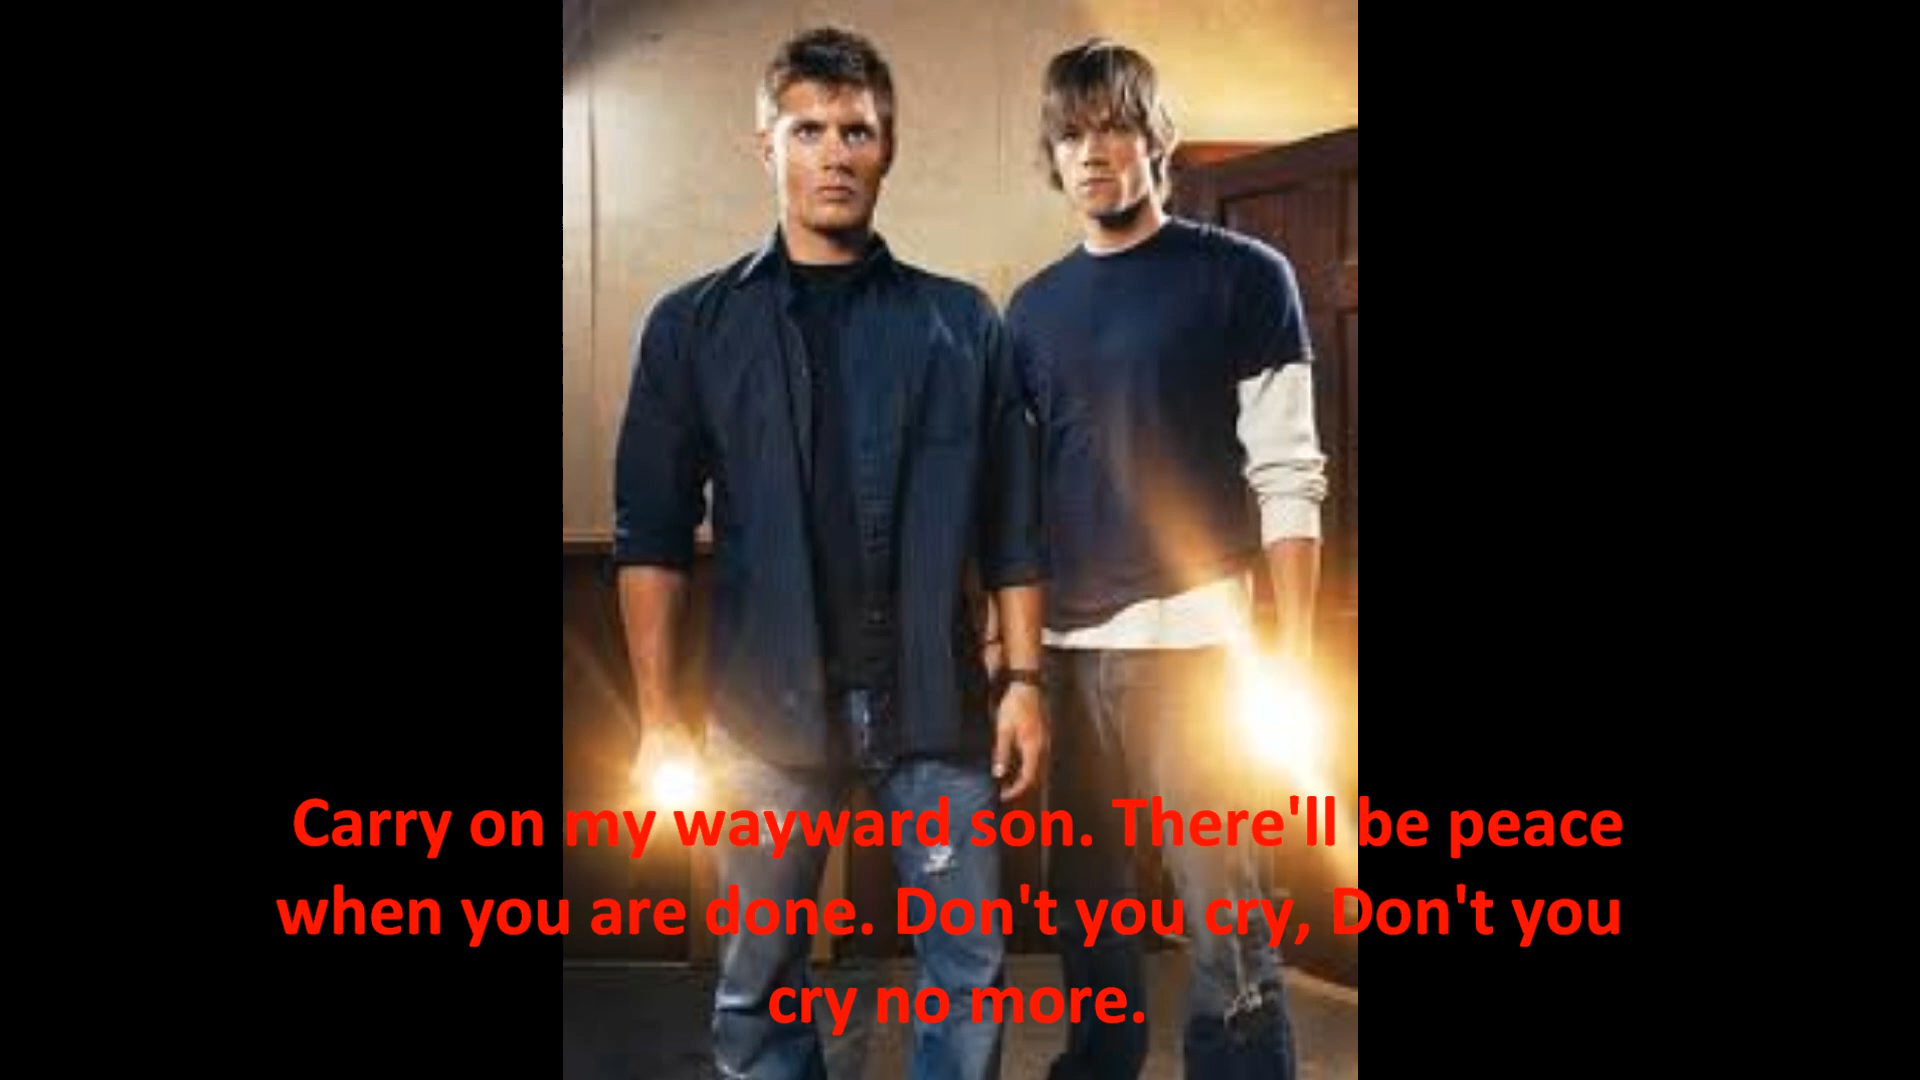 Carry on my wayward son. There'll be peace
when you are done. Don't you cry, Don't you
cry no more.